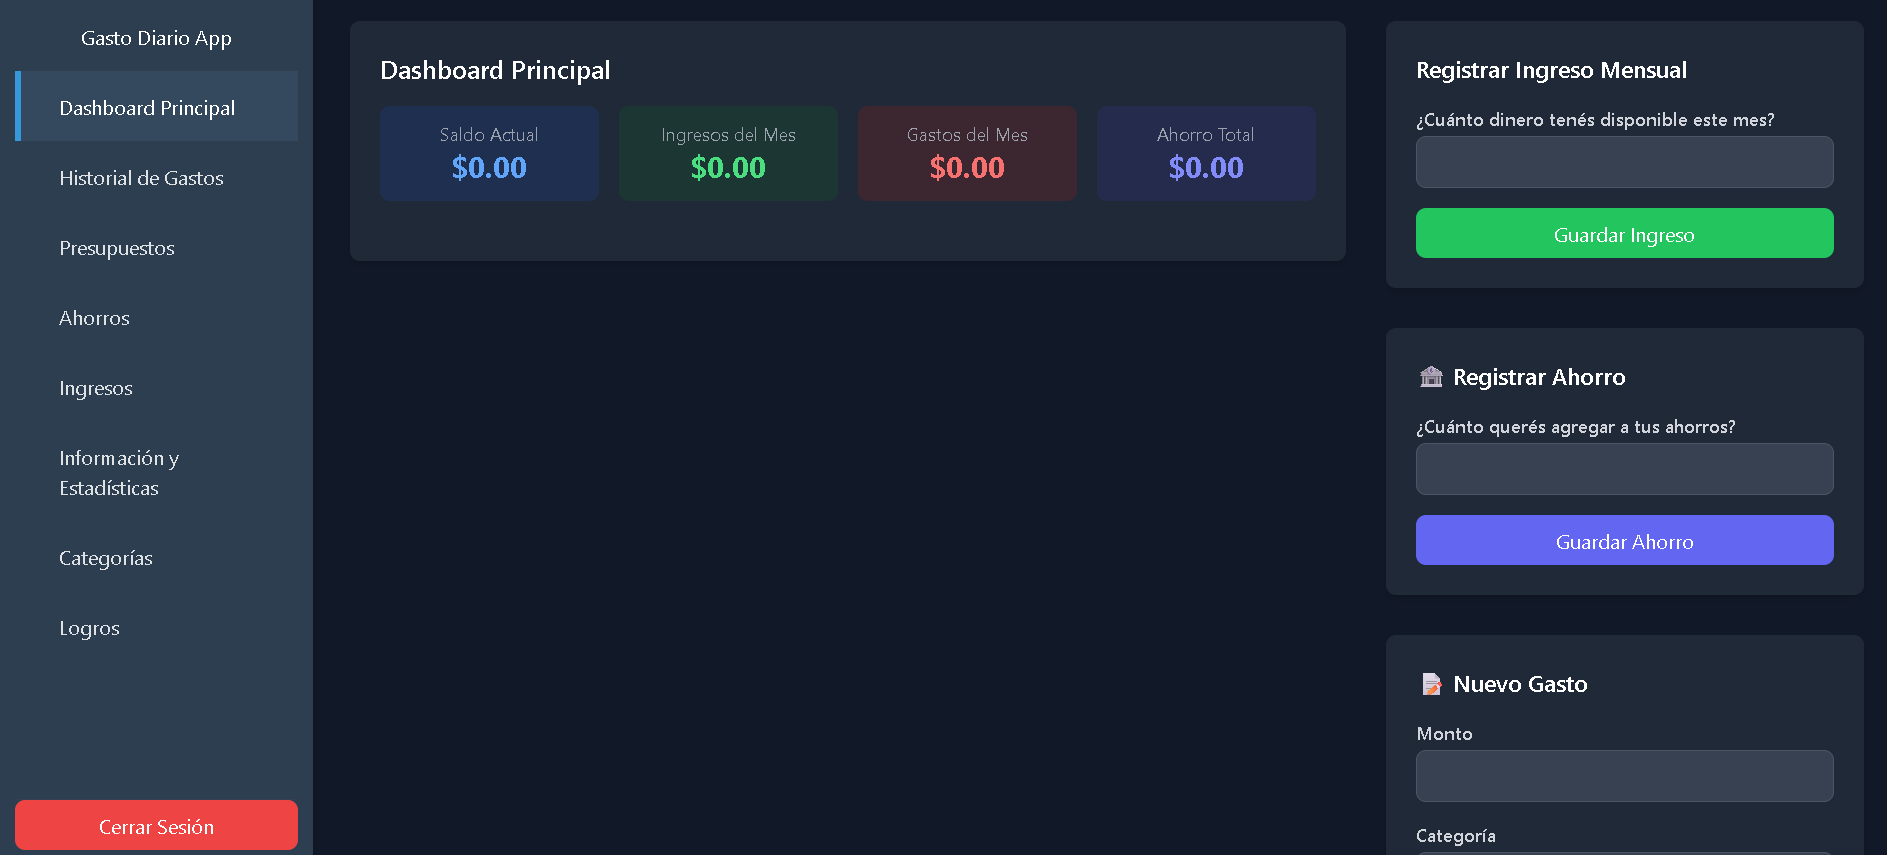 Gasto Diario App
Dashboard Principal
Historial de Gastos
Presupuestos
Ahorros
Ingresos
Información y
Estadísticas
Categorías
Logros
Cerrar Sesión
Dashboard Principal
Saldo Actual
$0.00
Ingresos del Mes
$0.00
Gastos del Mes
$0.00
Ahorro Total
$0.00
Registrar Ingreso Mensual
¿Cuánto dinero tenés disponible este mes?
Guardar Ingreso
Registrar Ahorro
¿Cuánto querés agregar a tus ahorros?
Guardar Ahorro
Nuevo Gasto
Monto
Categoría